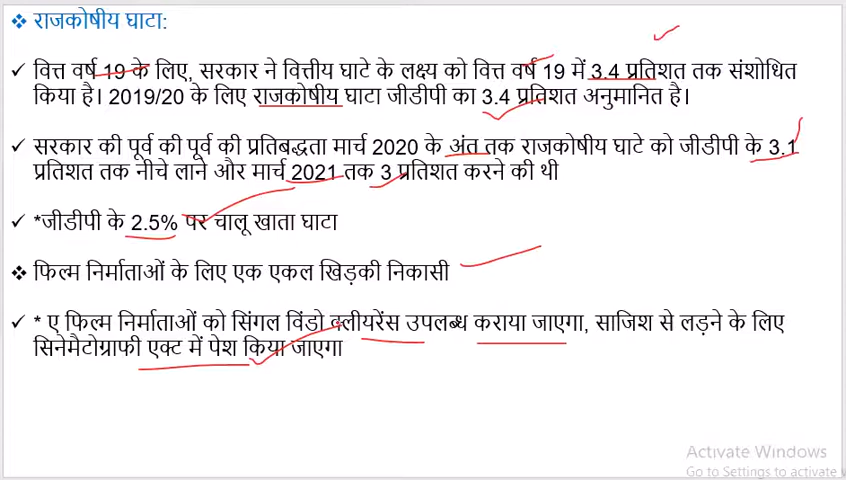 ❖ राजकोषीय घाटा:
✓ वित्त वर्ष 19 के लिए, सरकार ने वित्तीय घाटे के लक्ष्य को वित्त वर्ष 19 में 3.4 प्रतिशत तक संशोधित
किया है। 2019/20 के लिए राजकोषीय घाटा जीडीपी का 3.4 प्रतिशत अनुमानित है।
✓ सरकार की पूर्व की पूर्व की प्रतिबद्धता मार्च 2020 के अंत तक राजकोषीय घाटे को जीडीपी के 3.1
प्रतिशत तक नीचे लाने और मार्च 2021 तक 3 प्रतिशत करने की थी
✓ *जीडीपी के 2.5% पर चालू खाता घाटा
❖ फिल्म निर्माताओं के लिए एक एकल खिड़की निकासी
✓ * ए फिल्म निर्माताओं को सिंगल विंडो क्लीयरेंस उपलब्ध कराया जाएगा, साजिश से लड़ने के लिए
सिनेमैटोग्राफी एक्ट में पेश किया जाएगा
Activate Windows
Go to Settings to activate